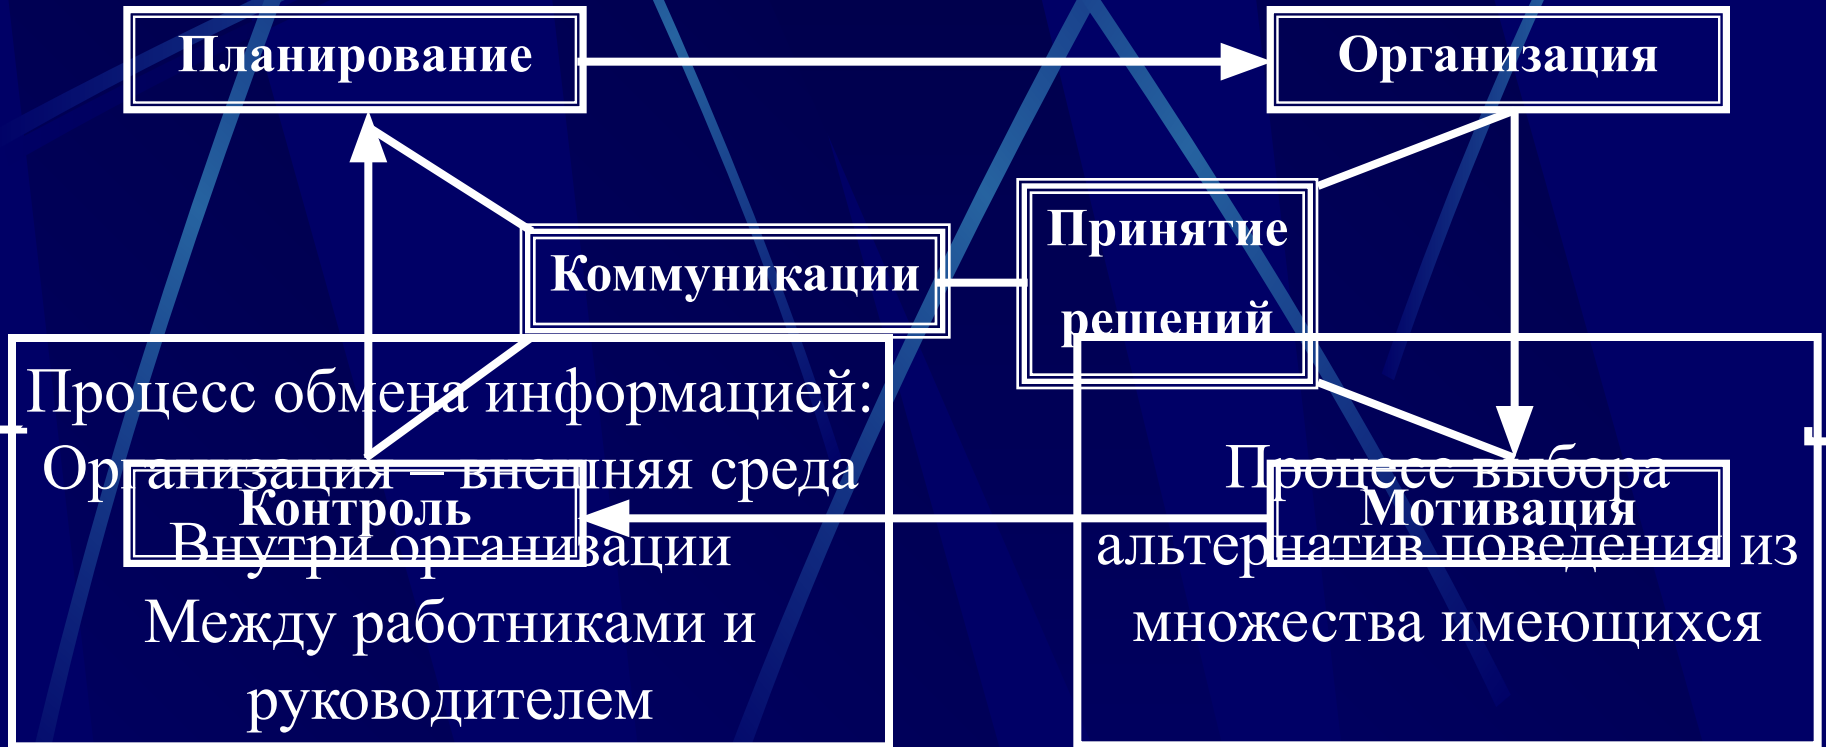 Планирование
Организация
Коммуникации
Принятие
решений
Процесс обмена информацией:
Организация – внешняя среда
Внутри организации
Между работниками и
руководителем
Контроль
Процесс выбора
альтернатив поведения из
множества имеющихся
Мотивация